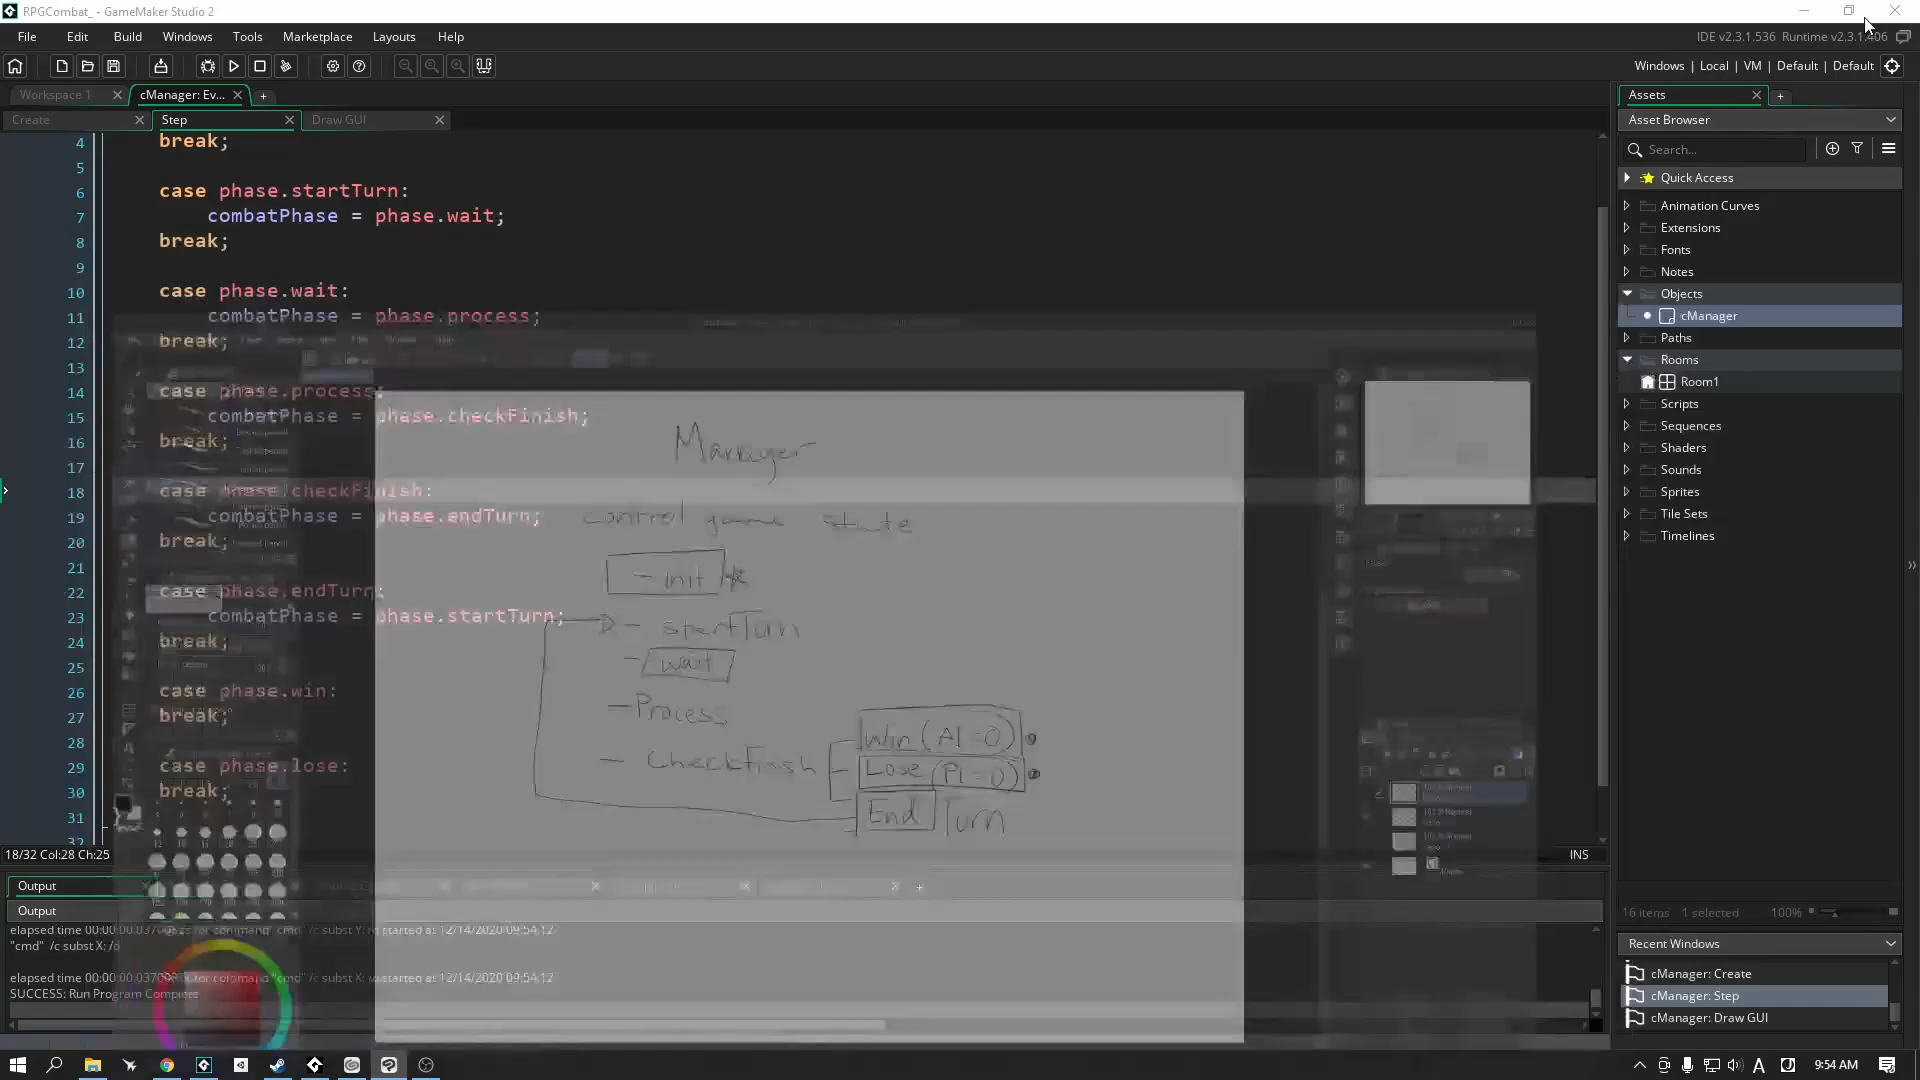 RPGCombat_ - GameMaker Studio 2
File Edit Build Windows Tools Marketplace Layouts Help
IDE v2.3.1.536 Runtime v2.3.1.406
Windows | Local | VM | Default | Default
Workspace 1
cManager: Ev...
Create
Step
Draw GUI
4 break;
5
6 case phase.startTurn:
7 combatPhase = phase.wait;
8 break;
9
10 case phase.wait:
11 combatPhase = phase.process;
12 break;
13
14 case phase.process:
15 combatPhase = phase.checkFinish;
16 break;
17
18 case phase.checkFinish:
19 combatPhase = phase.endTurn;
20 break;
21
22 case phase.endTurn:
23 combatPhase = phase.startTurn;
24 break;
25
26 case phase.win:
27 break;
28
29 case phase.lose:
30 break;
31
32
Manager
control game state
- init *
- startTurn
- wait
- Process
- CheckFinish
Win (AI = 0)
Lose (Pl = 0)
End Turn
18/32 Col:28 Ch:25
INS
Output
Output
"cmd" /c subst X: /d
SUCCESS: Run Program Complete
Assets
Asset Browser
Search...
Quick Access
Animation Curves
Extensions
Fonts
Notes
Objects
cManager
Paths
Rooms
Room1
Scripts
Sequences
Shaders
Sounds
Sprites
Tile Sets
Timelines
16 items 1 selected 100%
Recent Windows
cManager: Create
cManager: Step
cManager: Draw GUI
A
9:54 AM